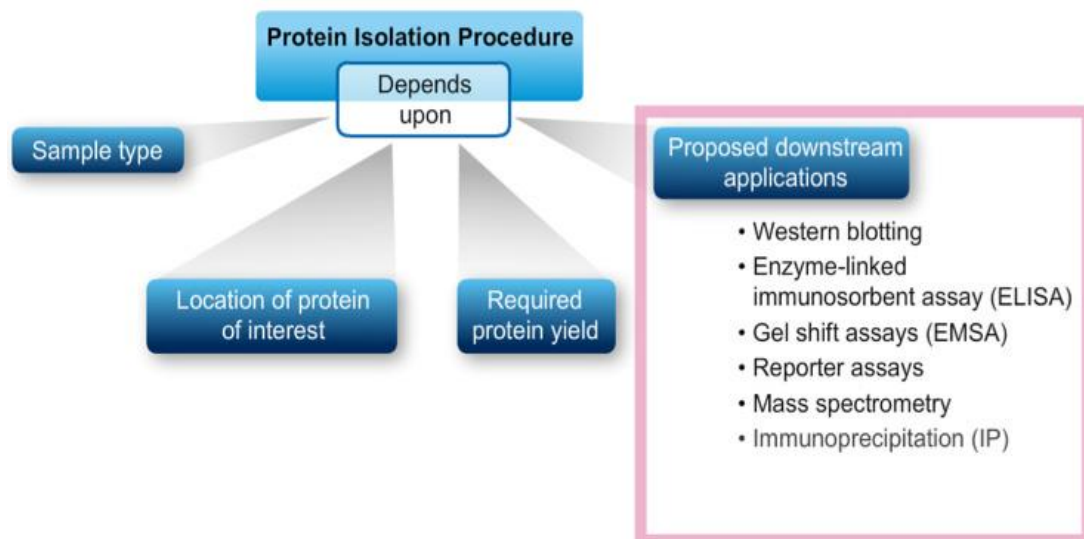 Protein Isolation Procedure
Depends
upon
Sample type
Location of protein
of interest
Required
protein yield
Proposed downstream
applications
• Western blotting
• Enzyme-linked
immunosorbent assay (ELISA)
• Gel shift assays (EMSA)
• Reporter assays
• Mass spectrometry
• Immunoprecipitation (IP)